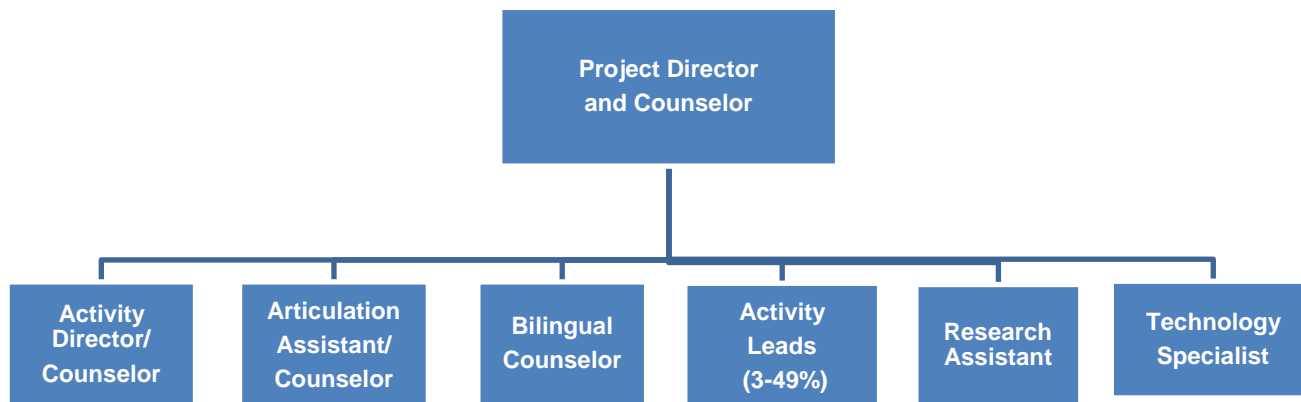 Project Director
and Counselor
Activity
Director/
Counselor
Articulation
Assistant/
Counselor
Bilingual
Counselor
Activity
Leads
(3-49%)
Research
Assistant
Technology
Specialist